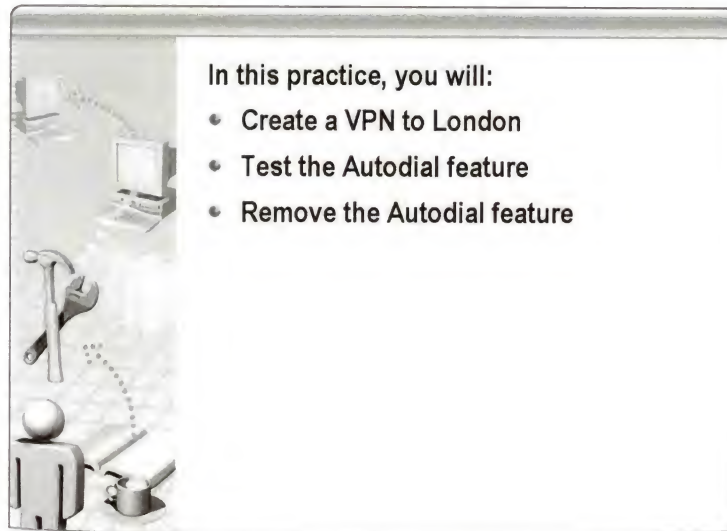 In this practice, you will:
• Create a VPN to London
• Test the Autodial feature
• Remove the Autodial feature